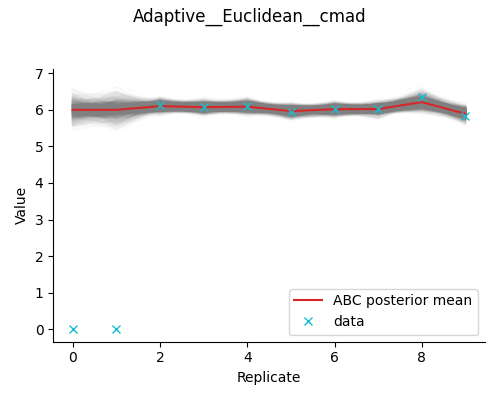 Adaptive__Euclidean__cmad
7
6
5
4
3
2
1
0
Value
0 2 4 6 8
Replicate
ABC posterior mean
data